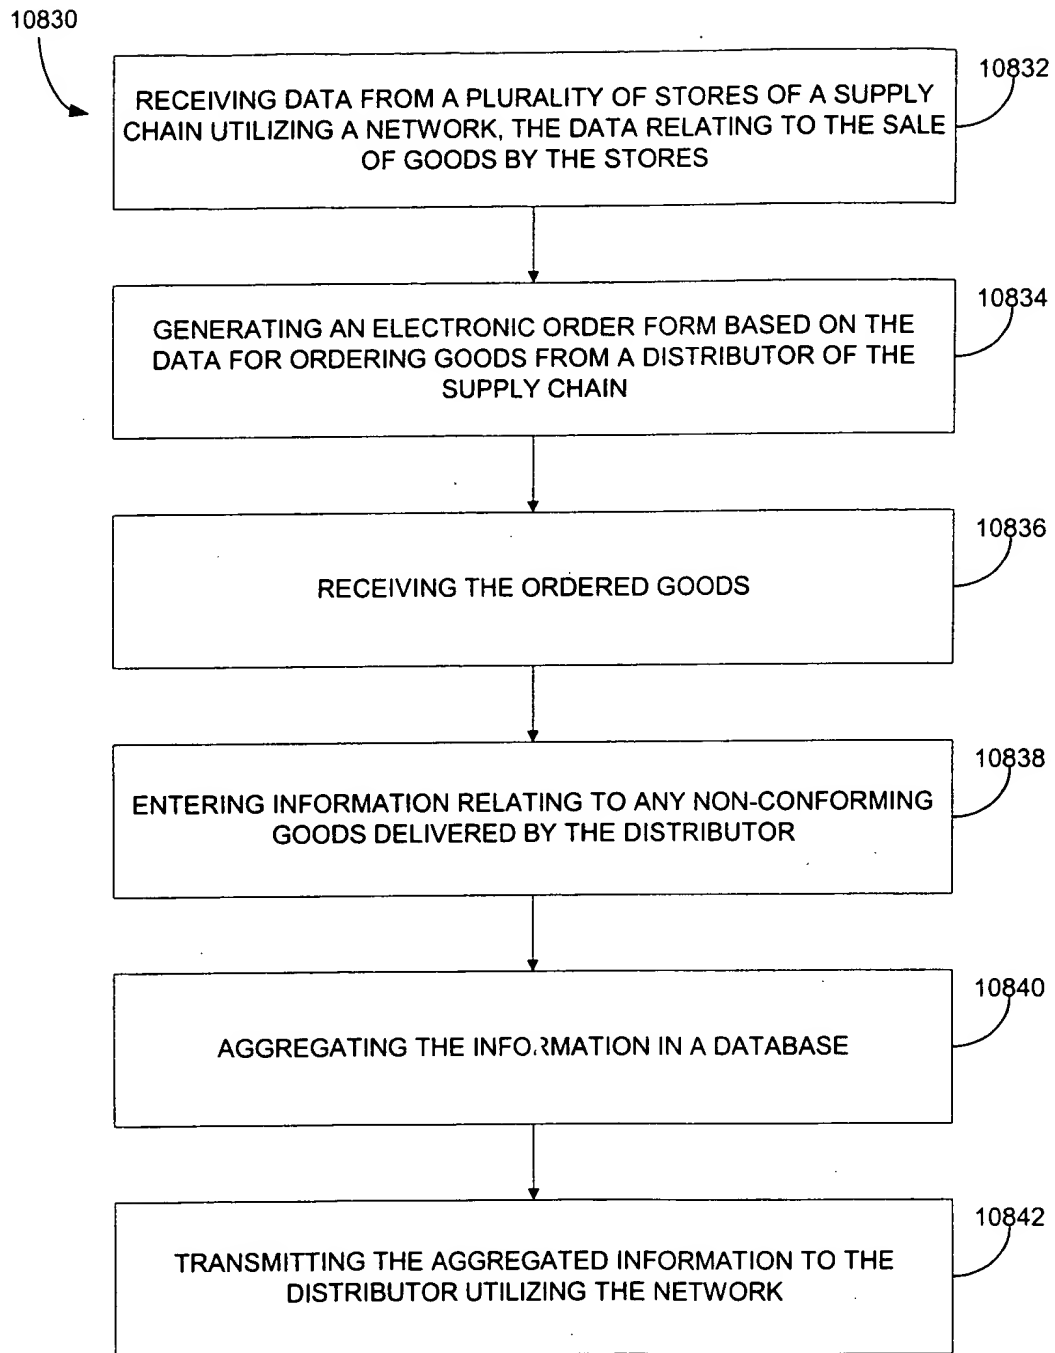 10830
10832
RECEIVING DATA FROM A PLURALITY OF STORES OF A SUPPLY
CHAIN UTILIZING A NETWORK, THE DATA RELATING TO THE SALE
OF GOODS BY THE STORES
10834
GENERATING AN ELECTRONIC ORDER FORM BASED ON THE
DATA FOR ORDERING GOODS FROM A DISTRIBUTOR OF THE
SUPPLY CHAIN
10836
RECEIVING THE ORDERED GOODS
10838
ENTERING INFORMATION RELATING TO ANY NON-CONFORMING
GOODS DELIVERED BY THE DISTRIBUTOR
10840
AGGREGATING THE INFORMATION IN A DATABASE
10842
TRANSMITTING THE AGGREGATED INFORMATION TO THE
DISTRIBUTOR UTILIZING THE NETWORK